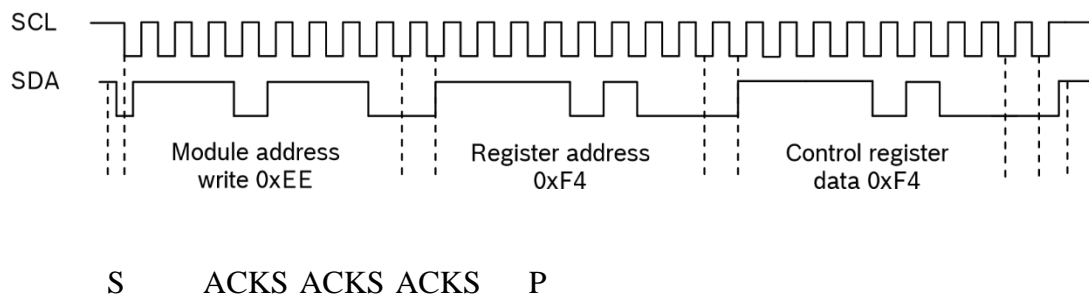 SCL
SDA
Module address Register address Control register
write 0xEE 0xF4 data 0xF4
S ACKS ACKS ACKS P